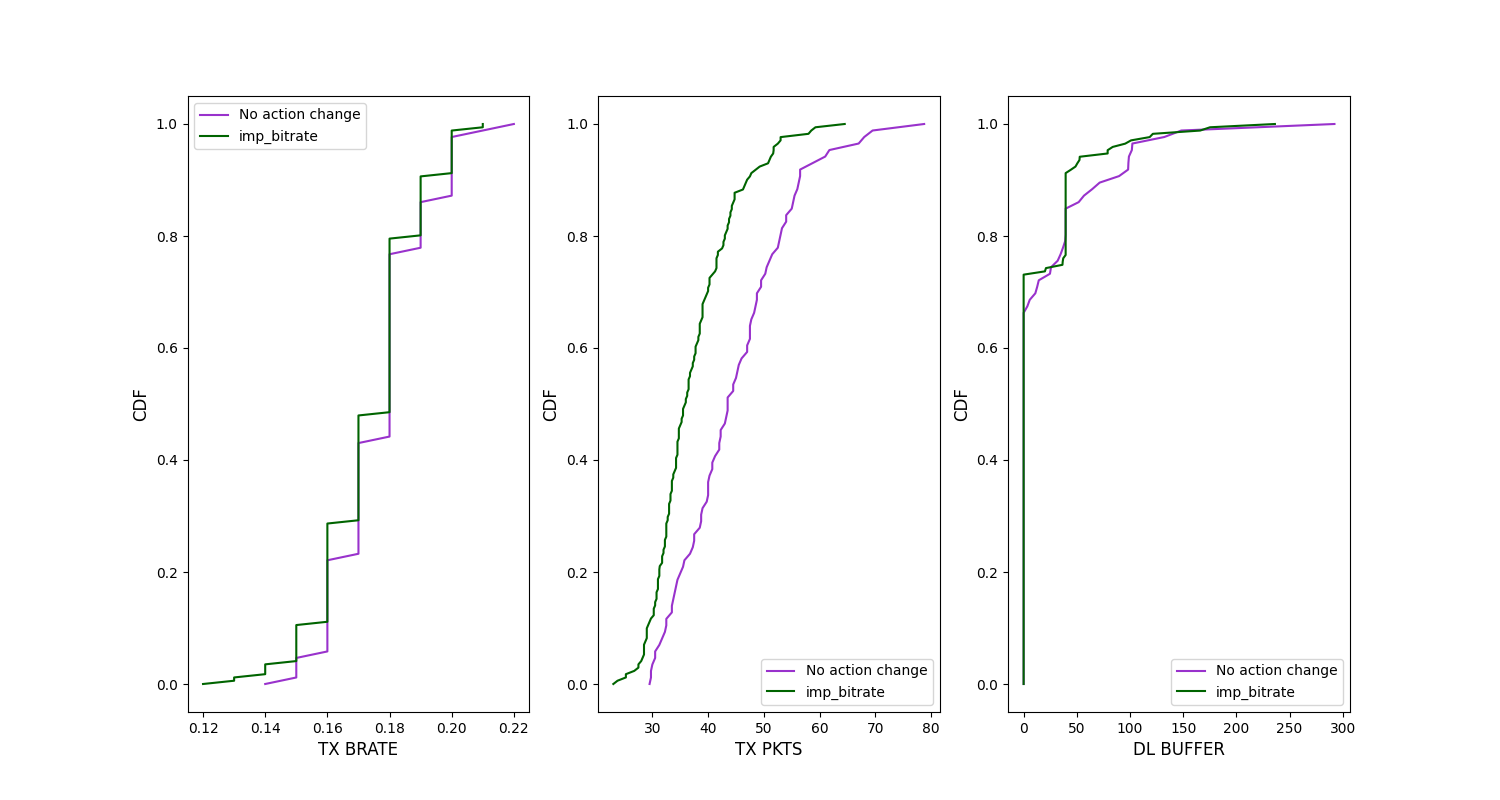 No action change
imp_bitrate
1.0
0.8
0.6
0.4
0.2
0.0
CDF
0.12 0.14 0.16 0.18 0.20 0.22
TX BRATE
1.0
0.8
0.6
0.4
0.2
0.0
CDF
No action change
imp_bitrate
30 40 50 60 70 80
TX PKTS
1.0
0.8
0.6
0.4
0.2
0.0
CDF
No action change
imp_bitrate
0 50 100 150 200 250 300
DL BUFFER